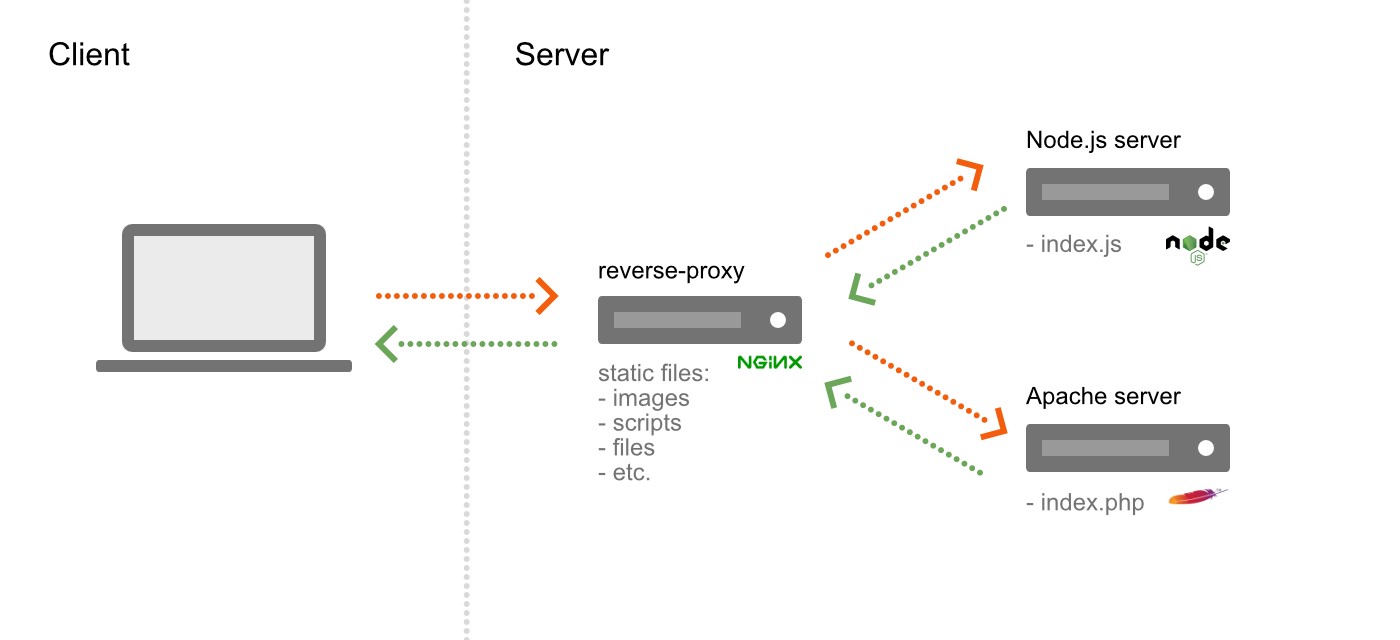 Client
Server
Node.js server
- index.js
node
JS
reverse-proxy
NGiNX
static files:
- images
- scripts
- files
- etc.
Apache server
- index.php